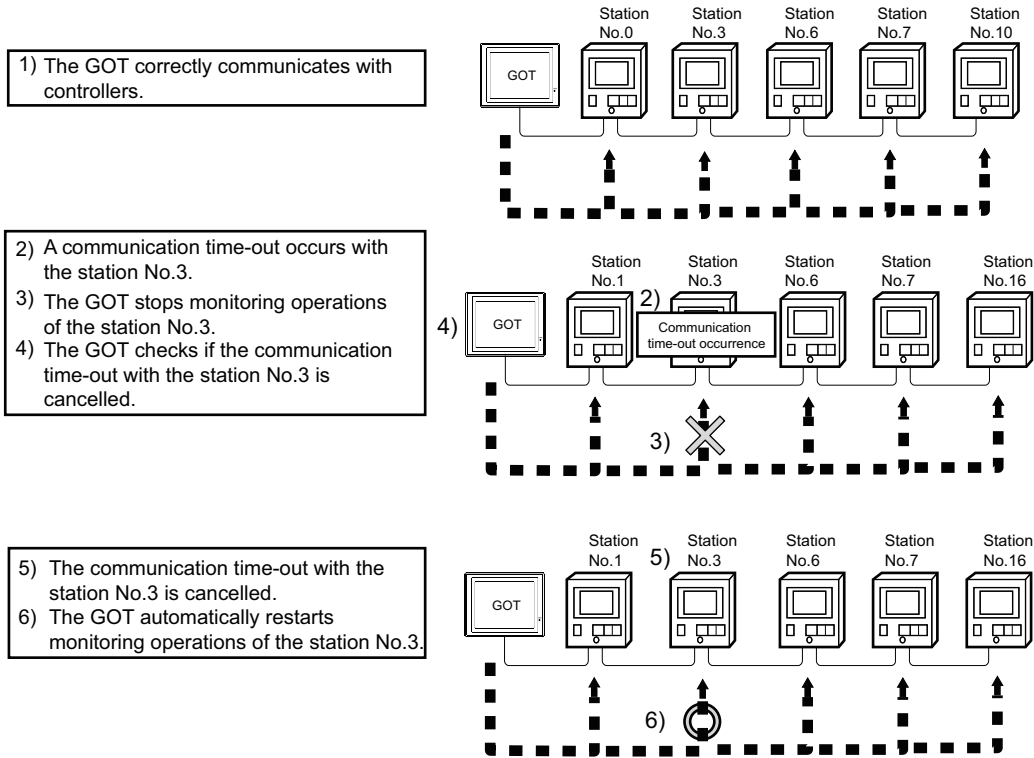 1) The GOT correctly communicates with
controllers.
Station No.0
Station No.3
Station No.6
Station No.7
Station No.10
GOT
2) A communication time-out occurs with
the station No.3.
3) The GOT stops monitoring operations
of the station No.3.
4) The GOT checks if the communication
time-out with the station No.3 is
cancelled.
Station No.1
Station No.3
Station No.6
Station No.7
Station No.16
4)
GOT
2)
Communication
time-out occurrence
3)
5) The communication time-out with the
station No.3 is cancelled.
6) The GOT automatically restarts
monitoring operations of the station No.3.
Station No.1
5)
Station No.3
Station No.6
Station No.7
Station No.16
GOT
6)